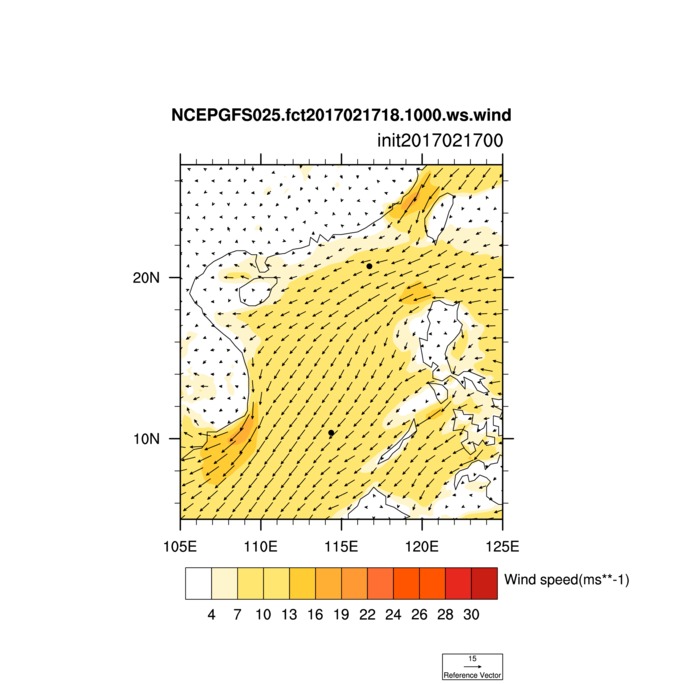 NCEPGFS025.fct2017021718.1000.ws.wind
init2017021700
20N
10N
105E 110E 115E 120E 125E
4 7 10 13 16 19 22 24 26 28 30
Wind speed(ms**-1)
15
Reference Vector